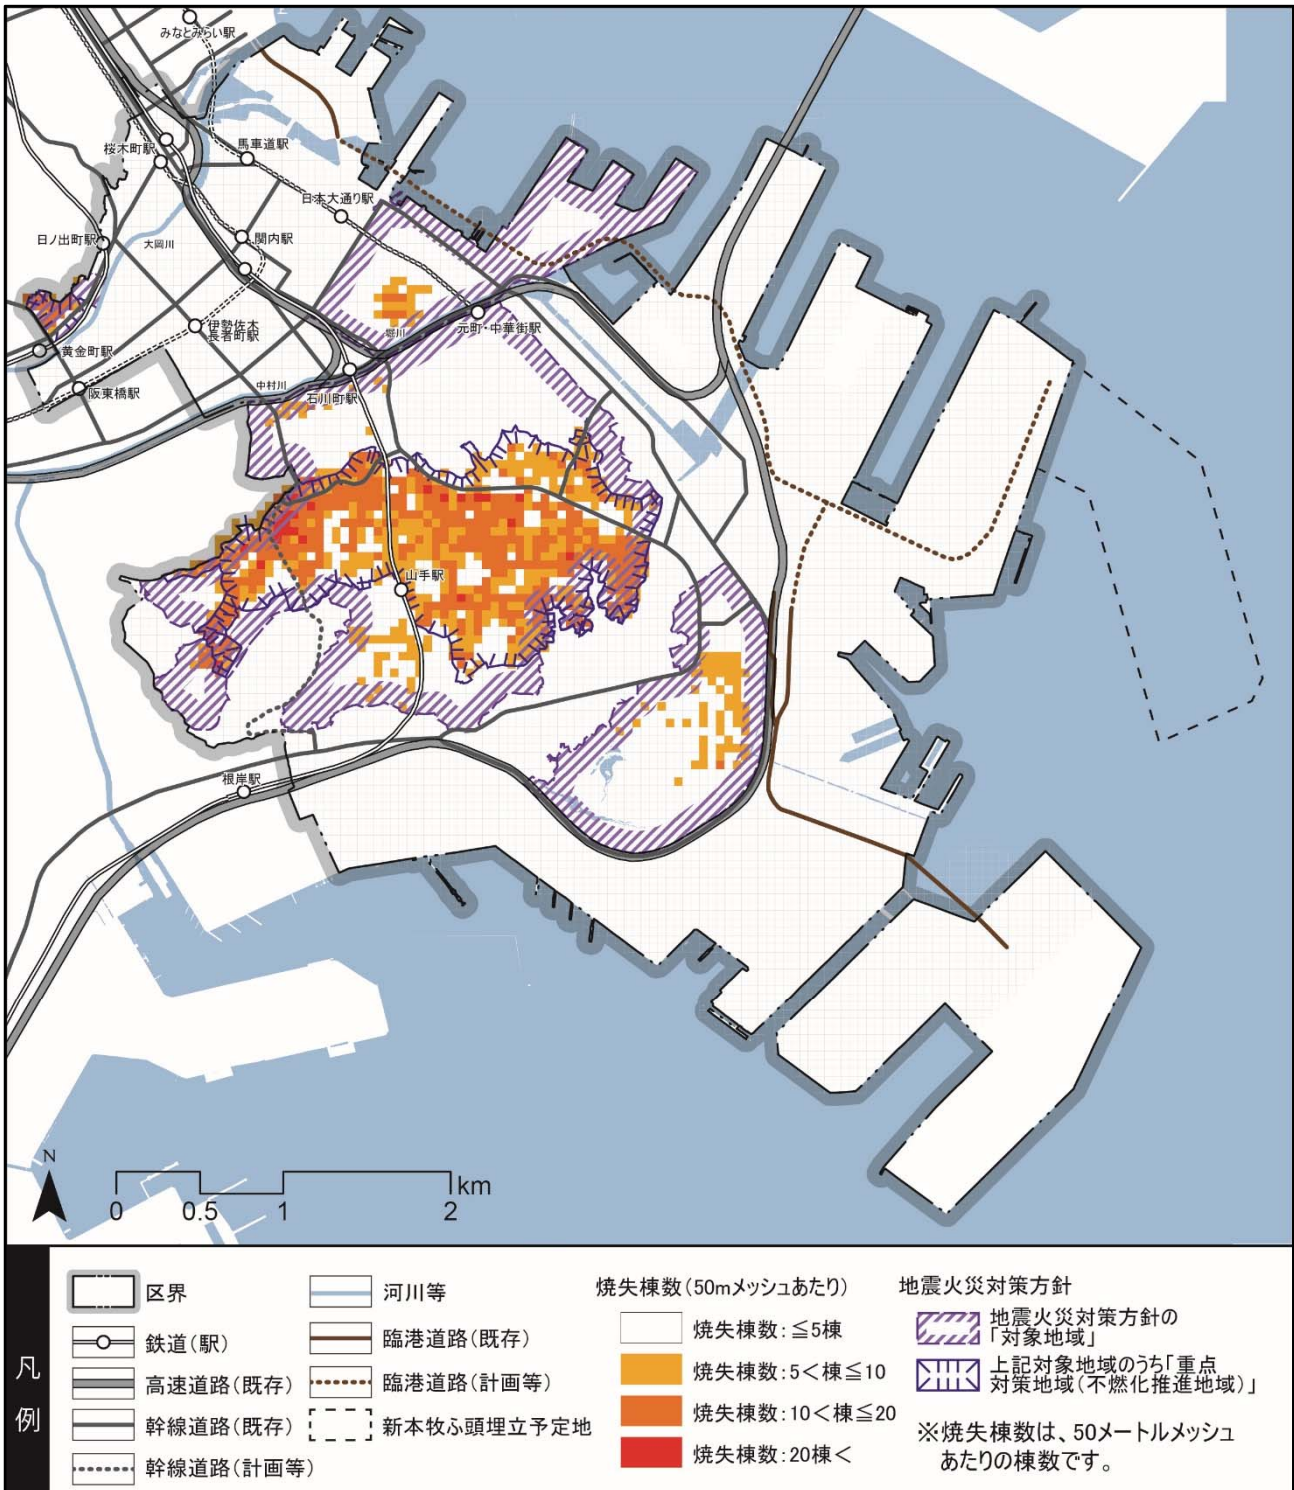 みなとみらい駅
桜木町駅
馬車道駅
日本大通り駅
日ノ出町駅
大岡川
関内駅
伊勢佐木
長者町駅
元町・中華街駅
堀川
黄金町駅
阪東橋駅
中村川
石川町駅
山手駅
根岸駅
N
0
0.5
1
2
km
凡例
区界
鉄道(駅)
高速道路(既存)
幹線道路(既存)
幹線道路(計画等)
河川等
臨港道路(既存)
臨港道路(計画等)
新本牧ふ頭埋立予定地
焼失棟数(50mメッシュあたり)
焼失棟数:≦5棟
焼失棟数:5<棟≦10
焼失棟数:10<棟≦20
焼失棟数:20棟<
地震火災対策方針
地震火災対策方針の
「対象地域」
上記対象地域のうち「重点
対策地域(不燃化推進地域)」
※焼失棟数は、50メートルメッシュ
あたりの棟数です。